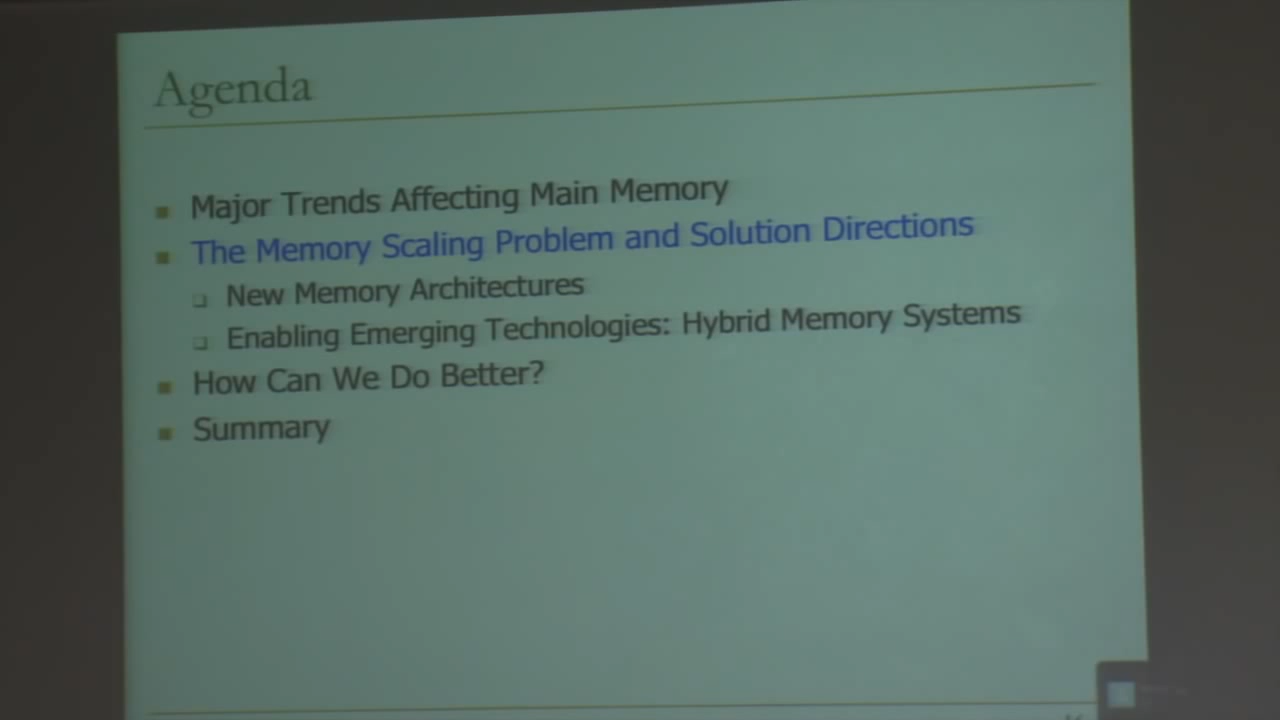 Agenda
Major Trends Affecting Main Memory
The Memory Scaling Problem and Solution Directions
New Memory Architectures
Enabling Emerging Technologies: Hybrid Memory Systems
How Can We Do Better?
Summary